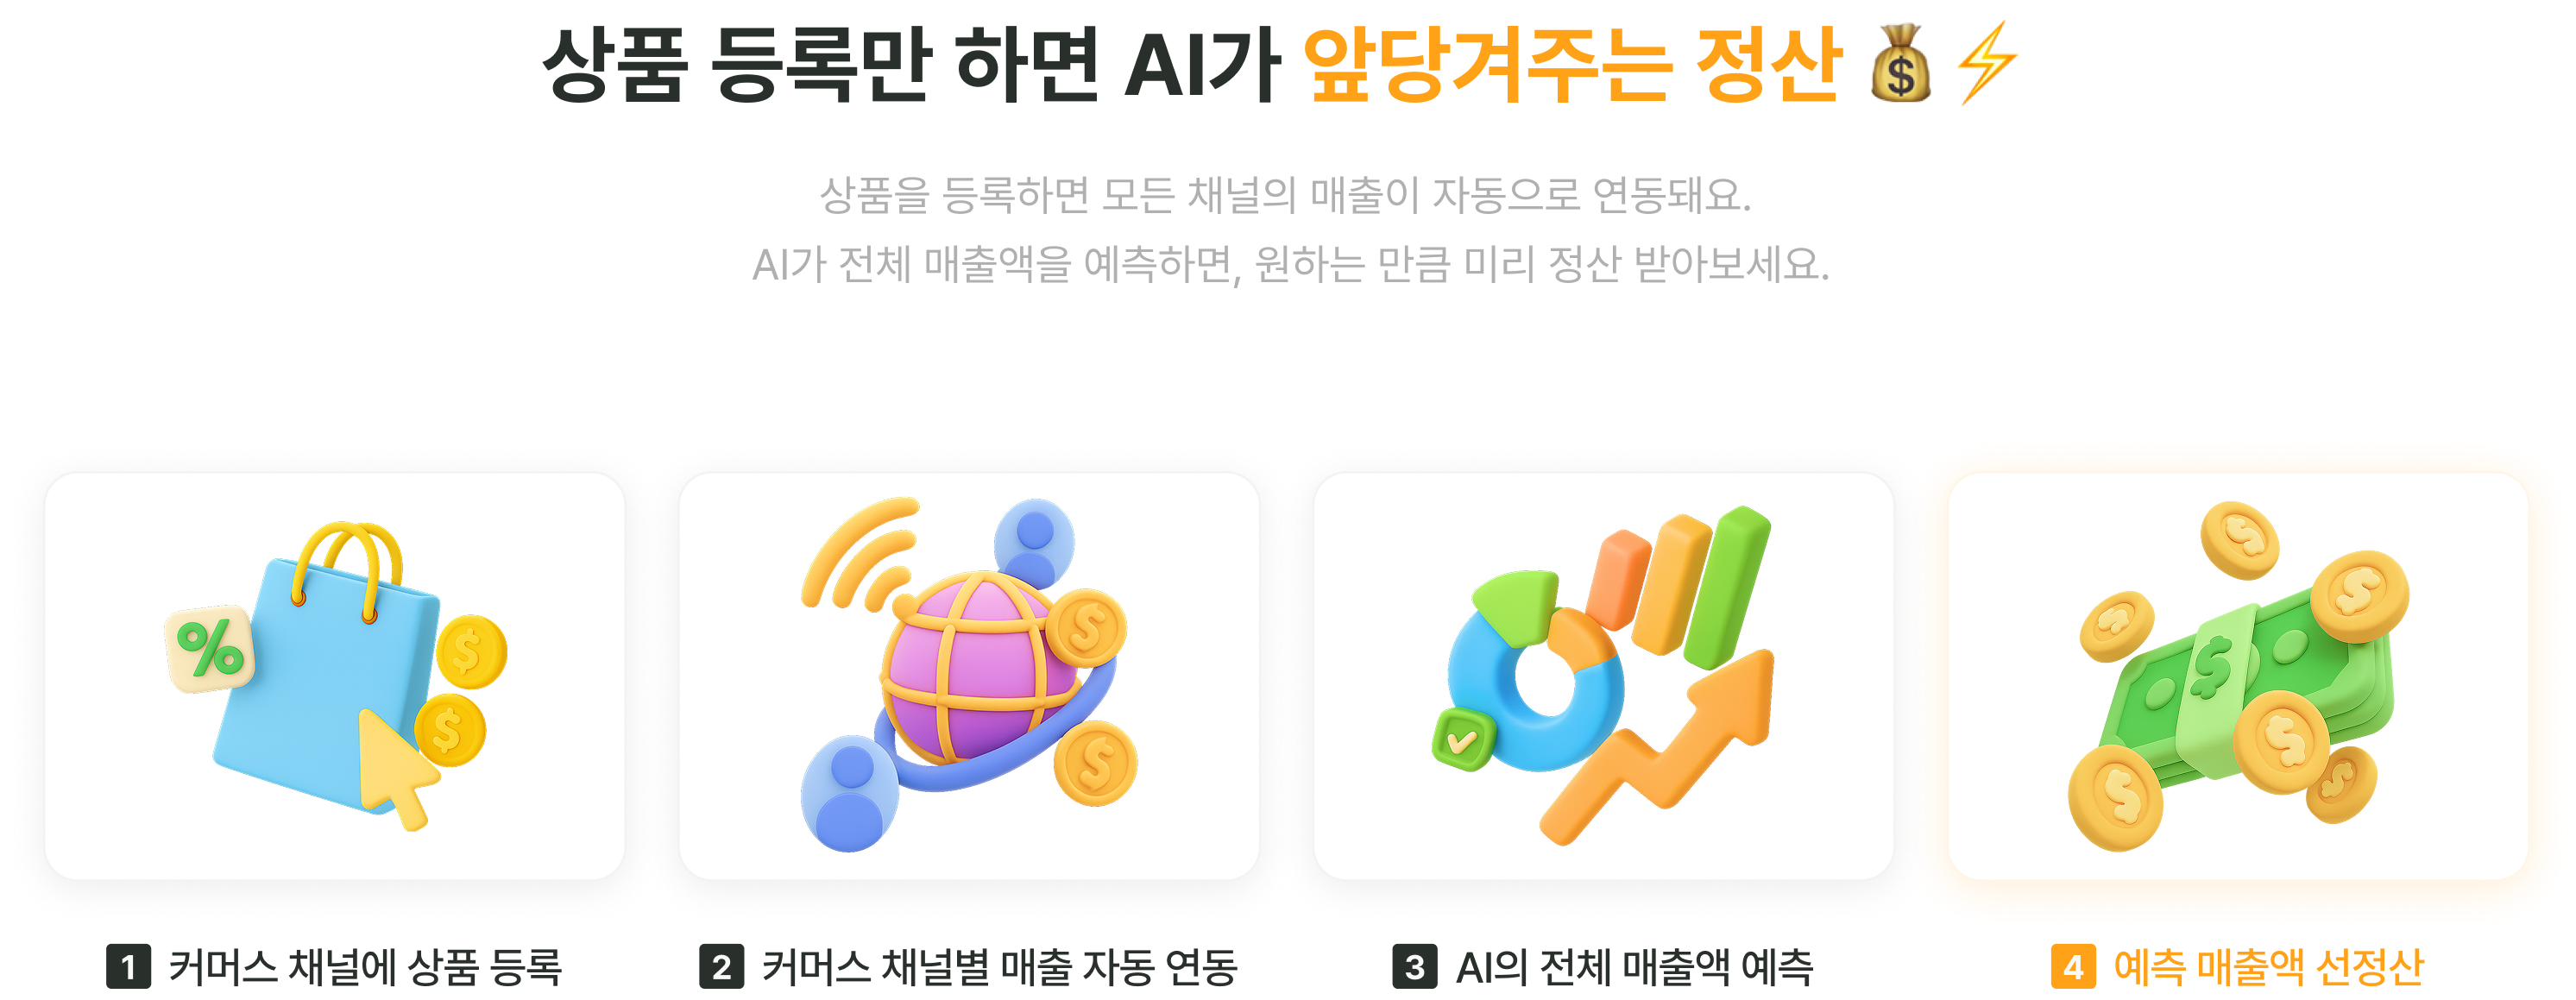 상품 등록만 하면 AI가 앞당겨주는 정산 💰⚡
상품을 등록하면 모든 채널의 매출이 자동으로 연동돼요.
AI가 전체 매출액을 예측하면, 원하는 만큼 미리 정산 받아보세요.
1 커머스 채널에 상품 등록
2 커머스 채널별 매출 자동 연동
3 AI의 전체 매출액 예측
4 예측 매출액 선정산